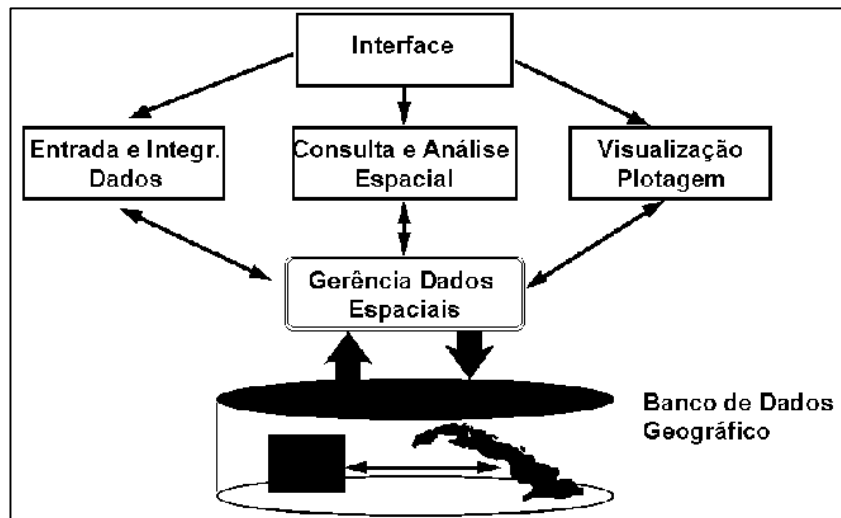 Interface
Entrada e Integr.
Dados
Consulta e Análise
Espacial
Visualização
Plotagem
Gerência Dados
Espaciais
Banco de Dados
Geográfico